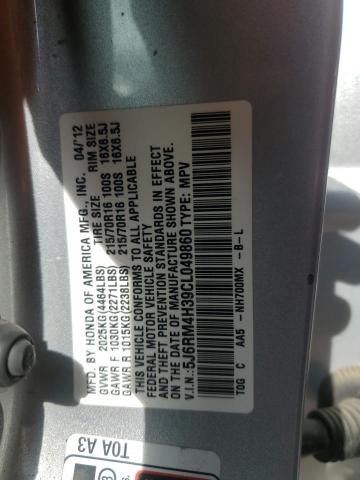 MFD. BY HONDA OF AMERICA MFG., INC. 04/12
TIRE SIZE RIM SIZE
GVWR 2025KG(4464LBS)
GAWR F 1030KG(2271LBS) 215/70R16 100S 16X6.5J
GAWR R 1015KG(2238LBS) 215/70R16 100S 16X6.5J
THIS VEHICLE CONFORMS TO ALL APPLICABLE
FEDERAL MOTOR VEHICLE SAFETY
AND THEFT PREVENTION STANDARDS IN EFFECT
ON THE DATE OF MANUFACTURE SHOWN ABOVE.
V.I.N.: 5J6RM4H39CL049860 TYPE: MPV
T0G C AA5 -NH700MX -B-L
T0A A3